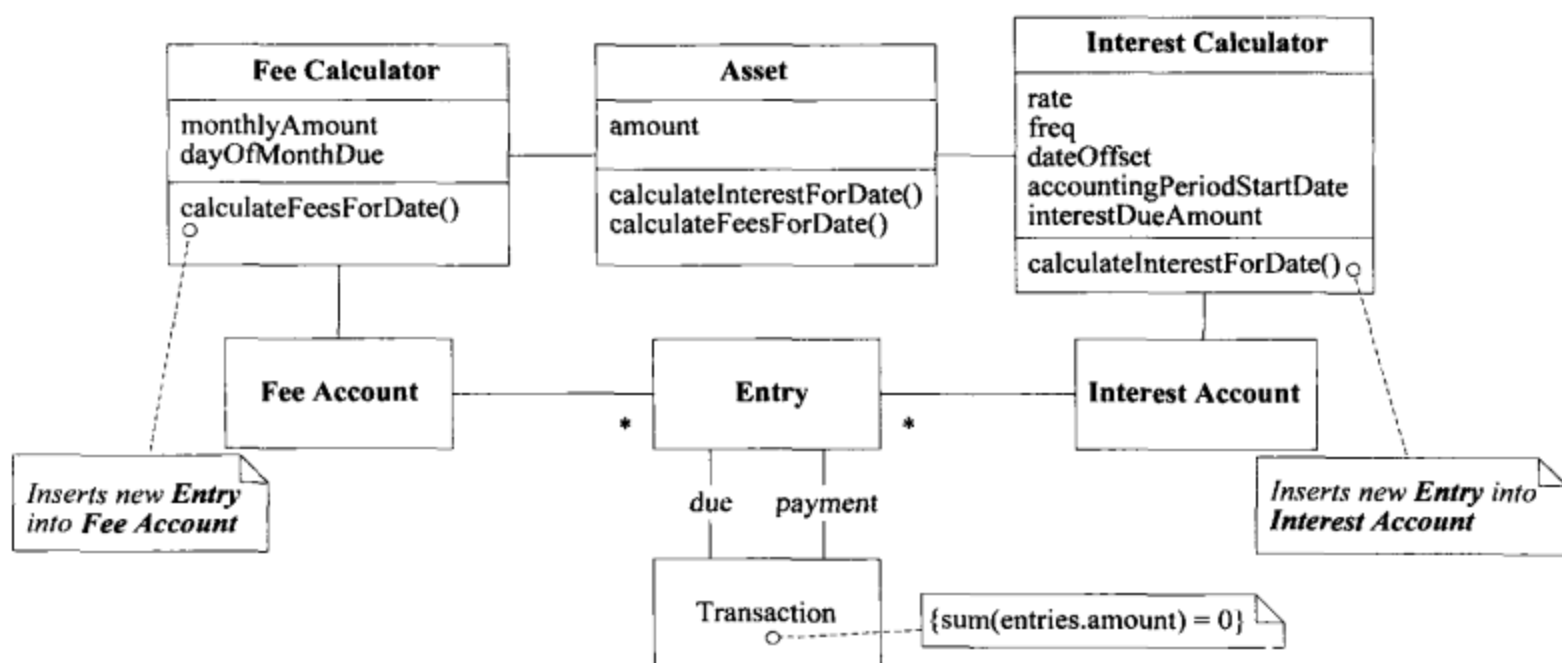 Fee Calculator
monthlyAmount
dayOfMonthDue
calculateFeesForDate()
Asset
amount
calculateInterestForDate()
calculateFeesForDate()
Interest Calculator
rate
freq
dateOffset
accountingPeriodStartDate
interestDueAmount
calculateInterestForDate()
Fee Account
*
Entry
*
Interest Account
Inserts new Entry
into Fee Account
due
payment
Inserts new Entry into
Interest Account
Transaction
{sum(entries.amount) = 0}